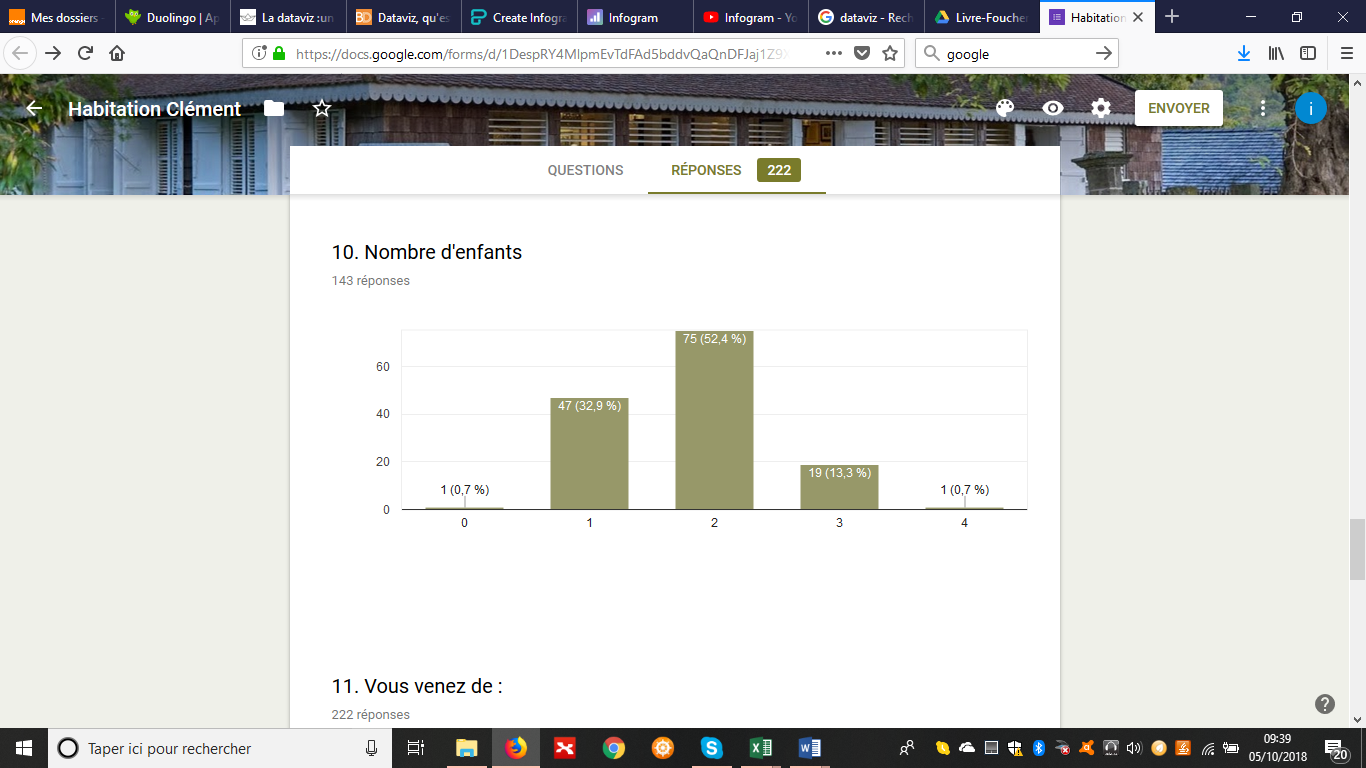 Mes dossiers -
Duolingo | Ap
La dataviz : un
Dataviz, qu'es
Create Infogra
Infogram
Infogram - Yo
dataviz - Rech
Livre-Foucher
Habitation
https://docs.google.com/forms/d/1DespRY4MlpmEvTdFAd5bddvQaQnDFJaj1Z9X
google
Habitation Clément
ENVOYER
i
QUESTIONS
RÉPONSES
222
10. Nombre d'enfants
143 réponses
60
40
20
0
1 (0,7 %)
47 (32,9 %)
75 (52,4 %)
19 (13,3 %)
1 (0,7 %)
0
1
2
3
4
11. Vous venez de :
222 réponses
Taper ici pour rechercher
09:39
05/10/2018
20